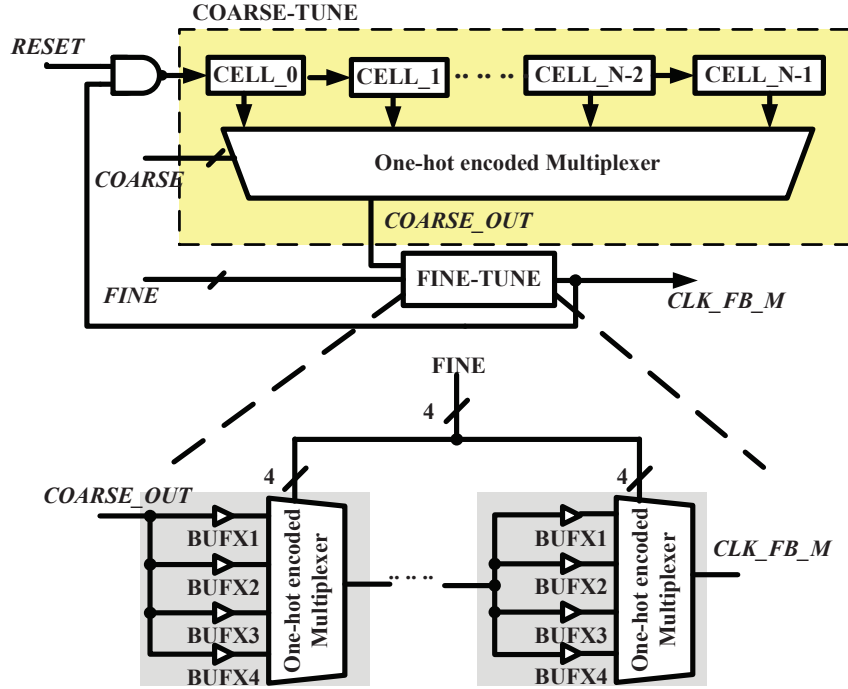 COARSE-TUNE
RESET
CELL_0
CELL_1
CELL_N-2
CELL_N-1
One-hot encoded Multiplexer
COARSE
COARSE_OUT
FINE
FINE-TUNE
CLK_FB_M
FINE
4
4
4
COARSE_OUT
BUFX1
BUFX2
BUFX3
BUFX4
One-hot encoded
Multiplexer
BUFX1
BUFX2
BUFX3
BUFX4
One-hot encoded
Multiplexer
CLK_FB_M